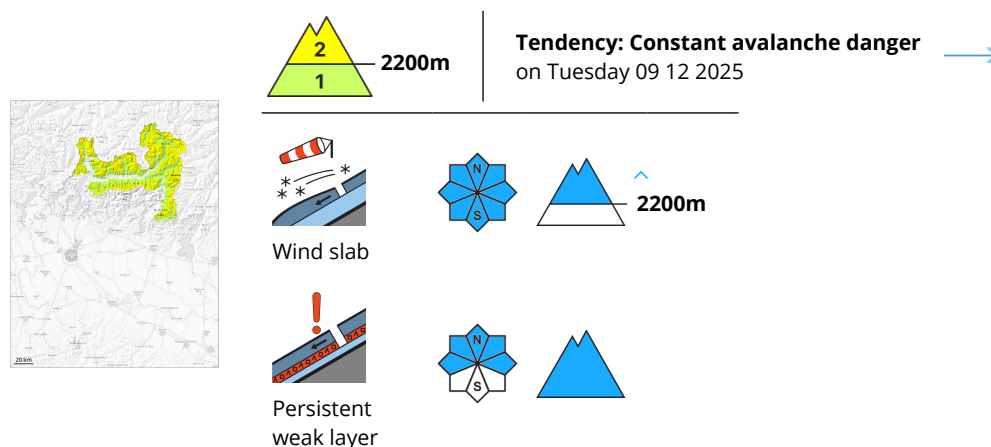 2
1
2200m
Tendency: Constant avalanche danger
on Tuesday 09 12 2025
20 km
N
S
2200m
Wind slab
N
S
Persistent
weak layer